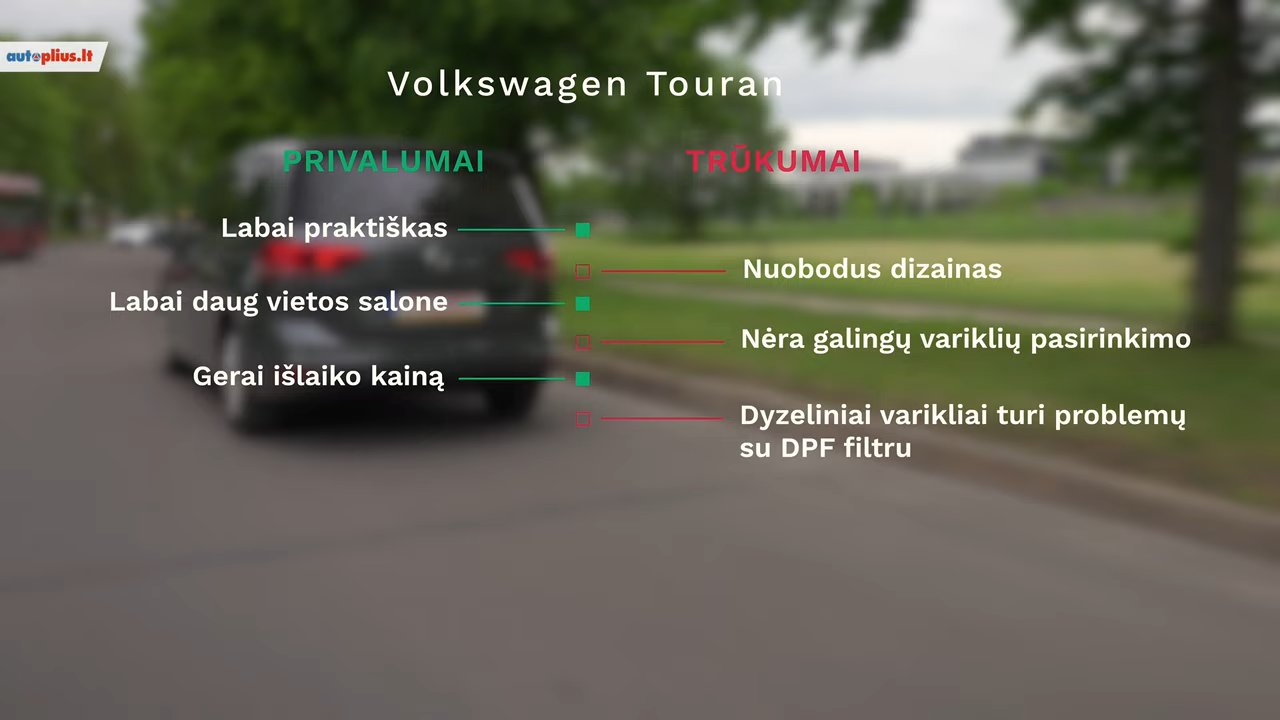 autoplius.lt
Volkswagen Touran
PRIVALUMAI
TRŪKUMAI
Labai praktiškas
Nuobodus dizainas
Labai daug vietos salone
Nėra galingų variklių pasirinkimo
Gerai išlaiko kainą
Dyzeliniai varikliai turi problemų
su DPF filtru